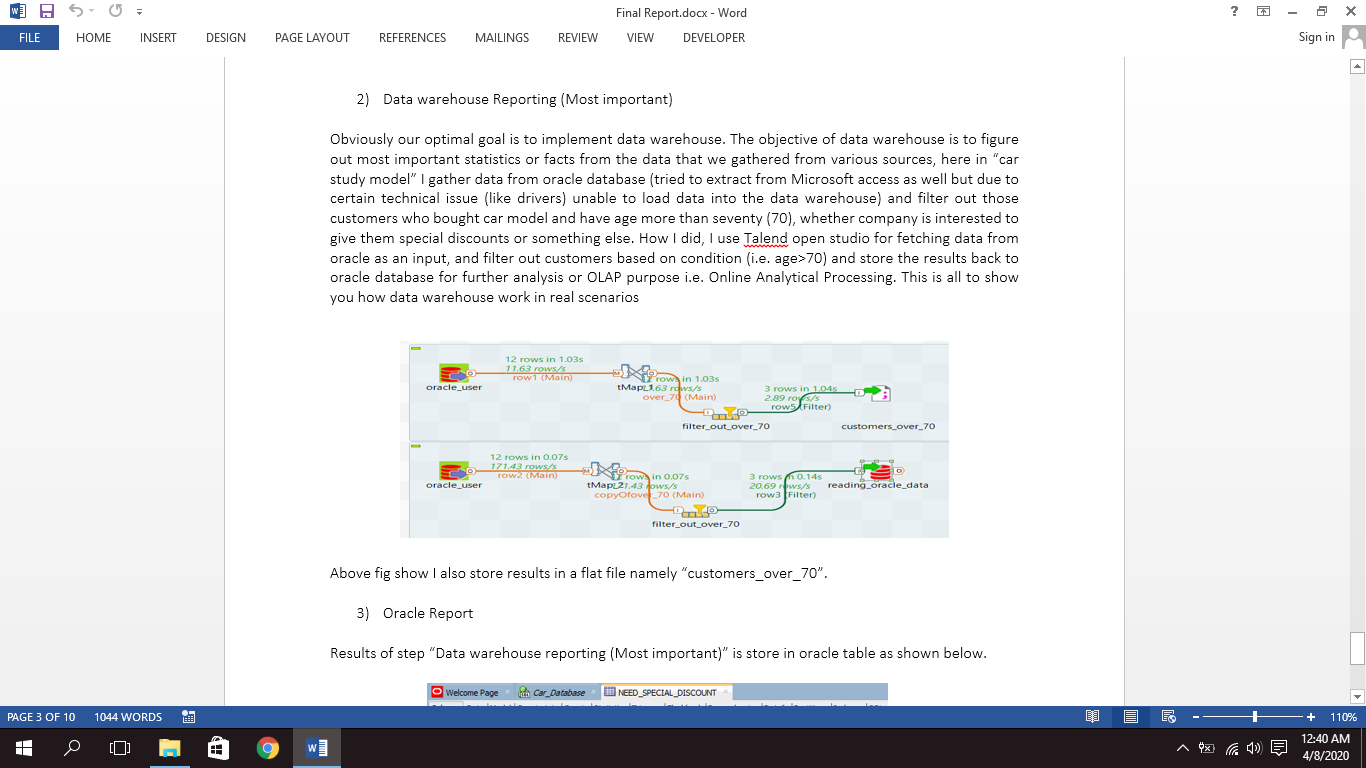 Final Report.docx - Word
FILE HOME INSERT DESIGN PAGE LAYOUT REFERENCES MAILINGS REVIEW VIEW DEVELOPER Sign in
2) Data warehouse Reporting (Most important)
Obviously our optimal goal is to implement data warehouse. The objective of data warehouse is to figure
out most important statistics or facts from the data that we gathered from various sources, here in “car
study model” I gather data from oracle database (tried to extract from Microsoft access as well but due to
certain technical issue (like drivers) unable to load data into the data warehouse) and filter out those
customers who bought car model and have age more than seventy (70), whether company is interested to
give them special discounts or something else. How I did, I use Talend open studio for fetching data from
oracle as an input, and filter out customers based on condition (i.e. age>70) and store the results back to
oracle database for further analysis or OLAP purpose i.e. Online Analytical Processing. This is all to show
you how data warehouse work in real scenarios
12 rows in 1.03s
11.63 rows/s
row1 (Main)
oracle_user
tMap_1
rows in 1.03s
rows/s
over_70 (Main)
3 rows in 1.04s
2.89 rows/s
row5 (Filter)
filter_out_over_70
customers_over_70
12 rows in 0.07s
171.43 rows/s
row2 (Main)
oracle_user
tMap_2
rows in 0.07s
rows/s
copyOfover_70 (Main)
3 rows in 0.14s
20.69 rows/s
row3 (Filter)
reading_oracle_data
filter_out_over_70
Above fig show I also store results in a flat file namely “customers_over_70”.
3) Oracle Report
Results of step “Data warehouse reporting (Most important)” is store in oracle table as shown below.
Welcome Page Car_Database NEED_SPECIAL_DISCOUNT
PAGE 3 OF 10 1044 WORDS 110%
12:40 AM
4/8/2020